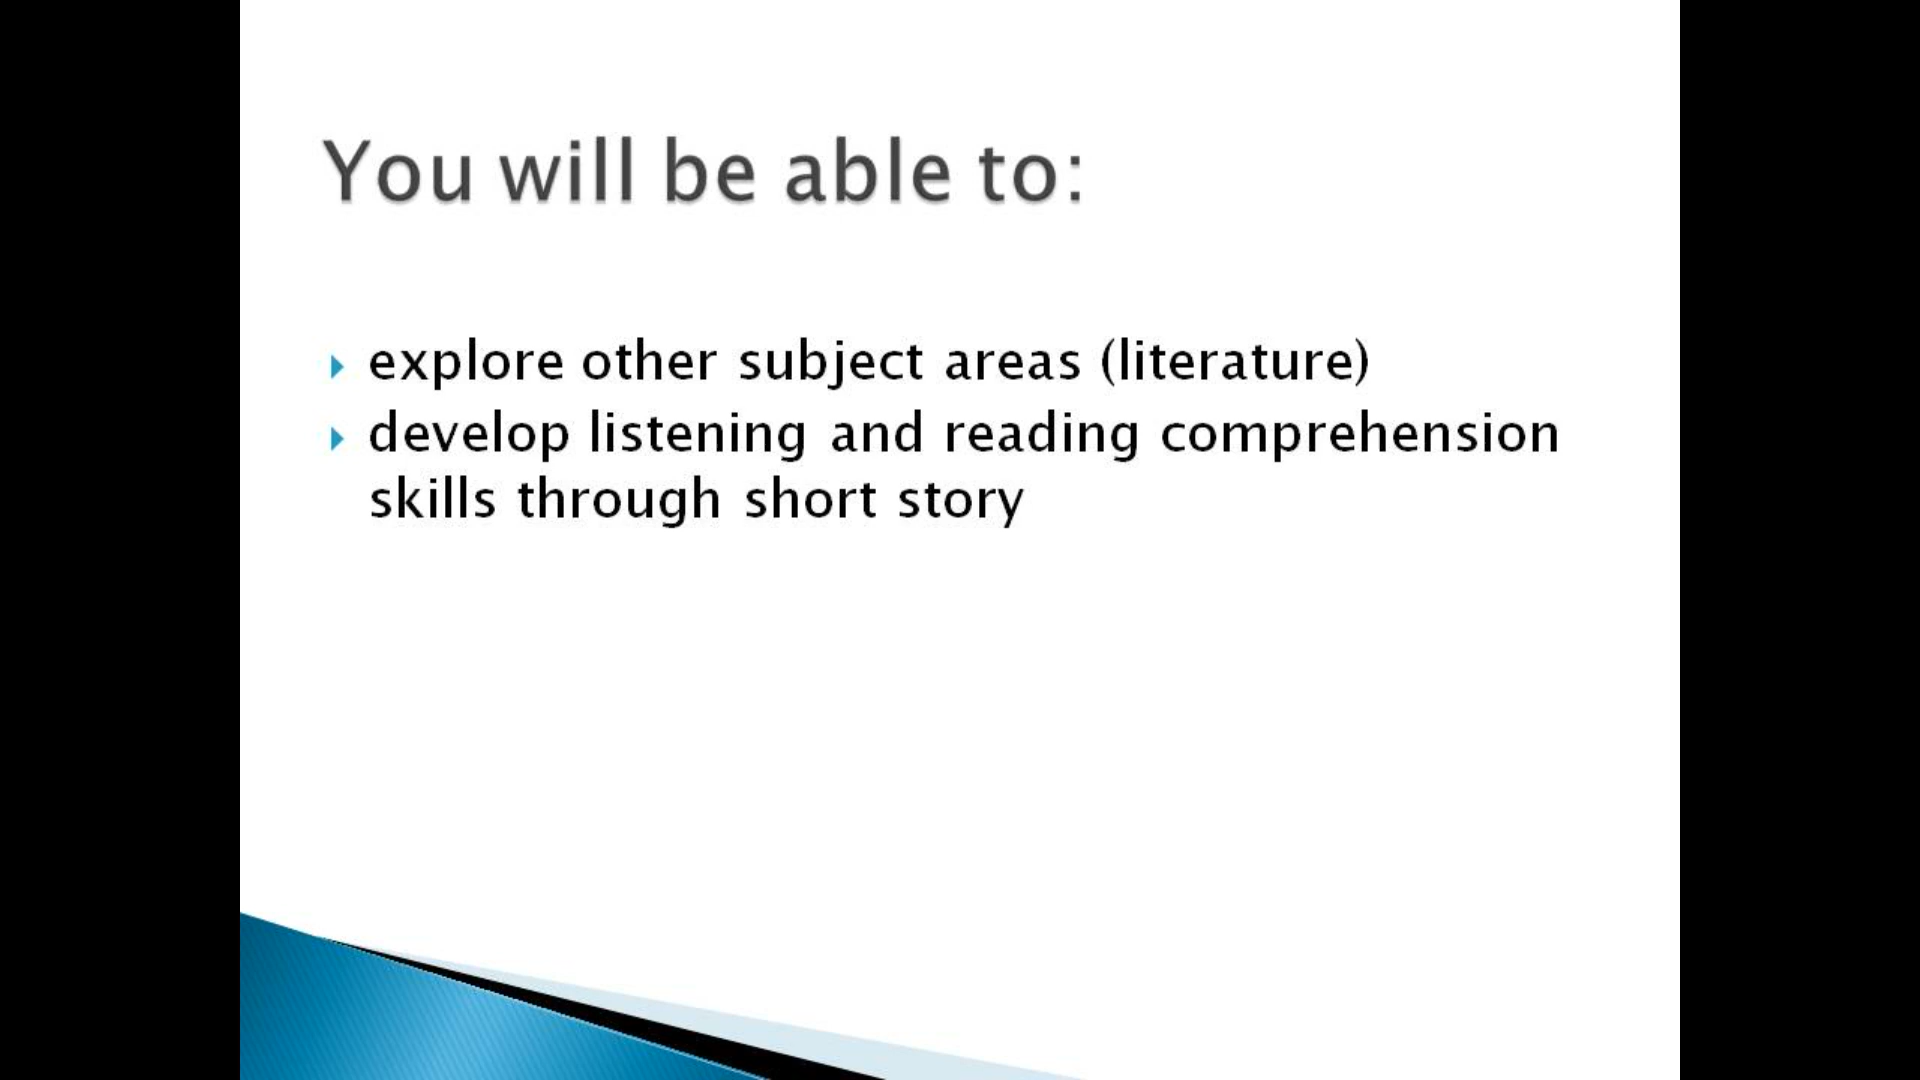 You will be able to:
explore other subject areas (literature)
develop listening and reading comprehension
skills through short story